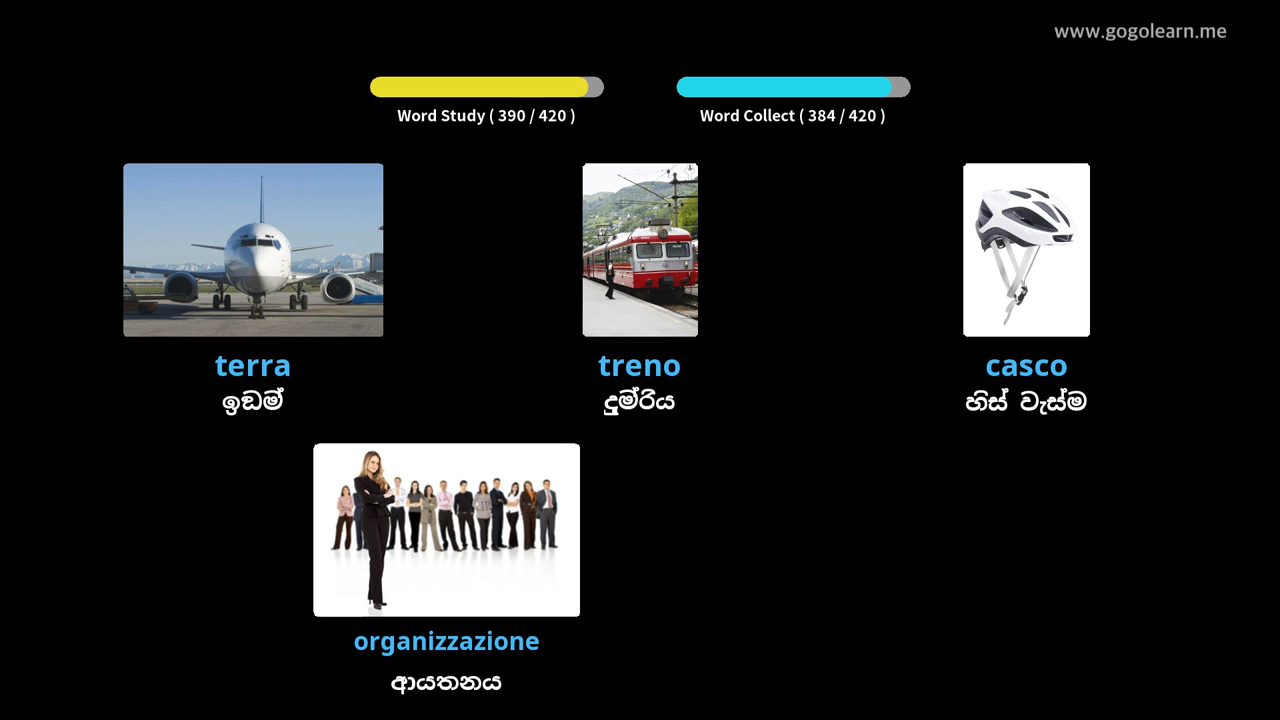 www.gogolearn.me
Word Study ( 390 / 420 )
Word Collect ( 384 / 420 )
terra
ඉඩම්
treno
දුම්රිය
casco
හිස් වැස්ම
organizzazione
ආයතනය